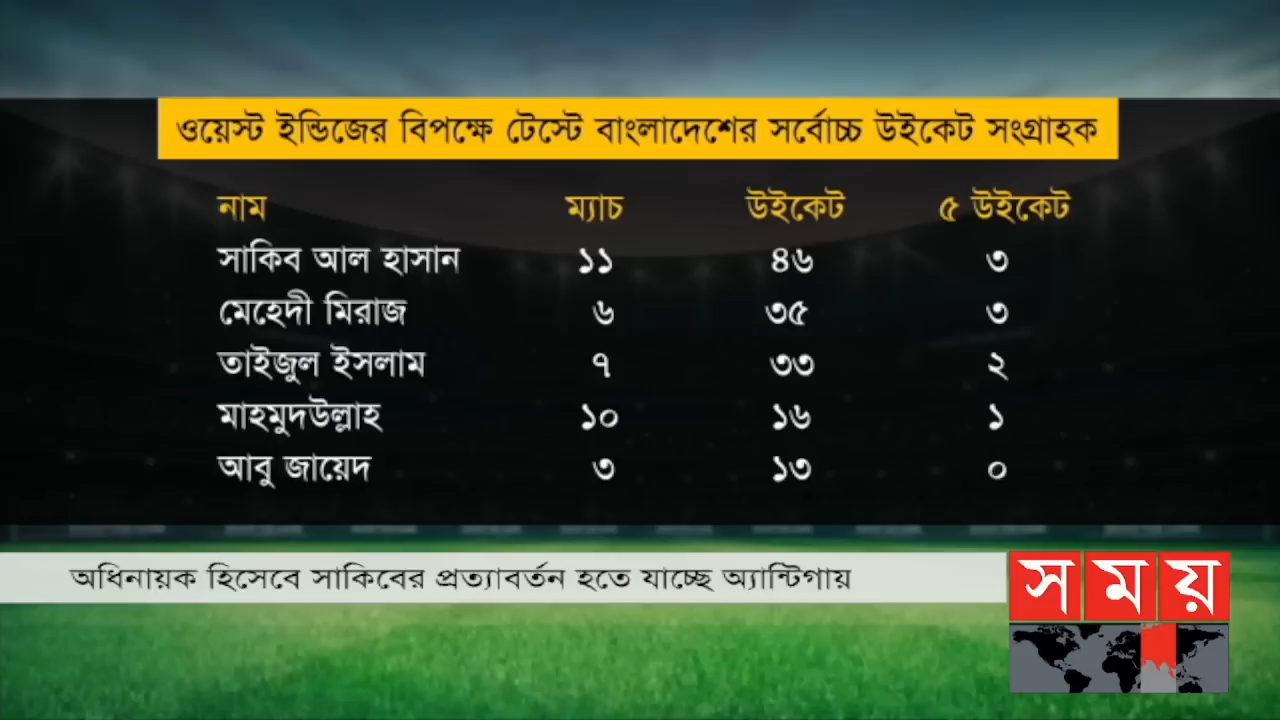 ওয়েস্ট ইন্ডিজের বিপক্ষে টেস্টে বাংলাদেশের সর্বোচ্চ উইকেট সংগ্রাহক
নাম ম্যাচ উইকেট ৫ উইকেট
সাকিব আল হাসান ১১ ৪৬ ৩
মেহেদী মিরাজ ৬ ৩৫ ৩
তাইজুল ইসলাম ৭ ৩৩ ২
মাহমুদউল্লাহ ১০ ১৬ ১
আবু জায়েদ ৩ ১৩ ০
অধিনায়ক হিসেবে সাকিবের প্রত্যাবর্তন হতে যাচ্ছে অ্যান্টিগায়
সময়